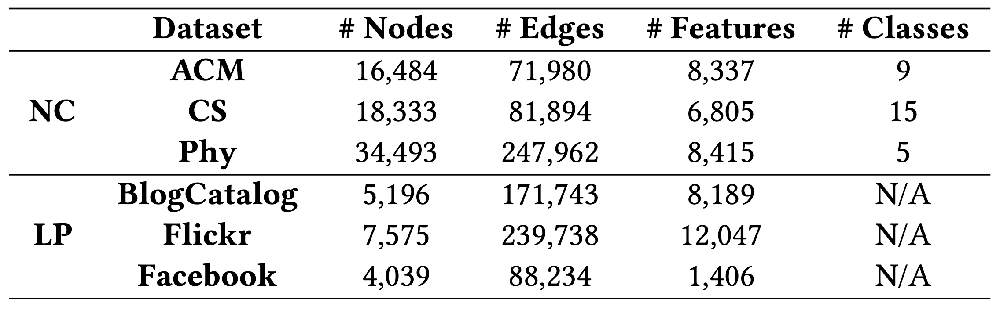 Dataset # Nodes # Edges # Features # Classes
ACM 16,484 71,980 8,337 9
NC CS 18,333 81,894 6,805 15
Phy 34,493 247,962 8,415 5
BlogCatalog 5,196 171,743 8,189 N/A
LP Flickr 7,575 239,738 12,047 N/A
Facebook 4,039 88,234 1,406 N/A